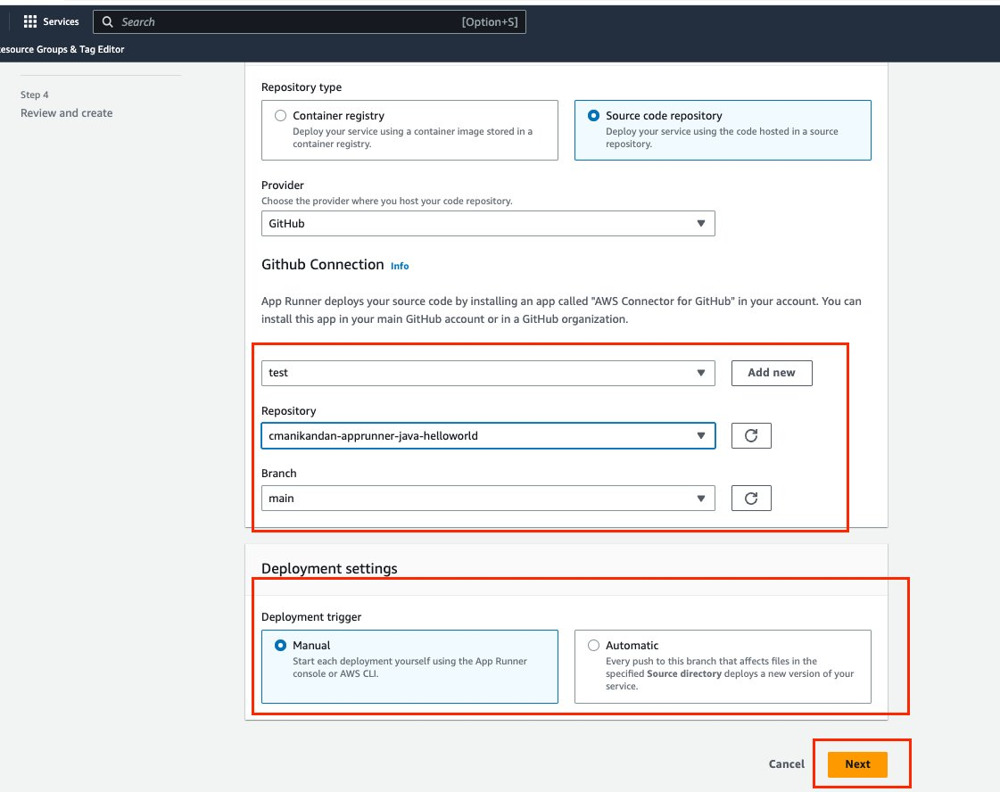 Services
Search
[Option+S]
esource Groups & Tag Editor
Step 4
Review and create
Repository type
Container registry
Deploy your service using a container image stored in a
container registry.
Source code repository
Deploy your service using the code hosted in a source
repository.
Provider
Choose the provider where you host your code repository.
GitHub
Github Connection Info
App Runner deploys your source code by installing an app called "AWS Connector for GitHub" in your account. You can
install this app in your main GitHub account or in a GitHub organization.
test
Add new
Repository
cmanikandan-apprunner-java-helloworld
Branch
main
Deployment settings
Deployment trigger
Manual
Start each deployment yourself using the App Runner
console or AWS CLI.
Automatic
Every push to this branch that affects files in the
specified Source directory deploys a new version of your
service.
Cancel
Next